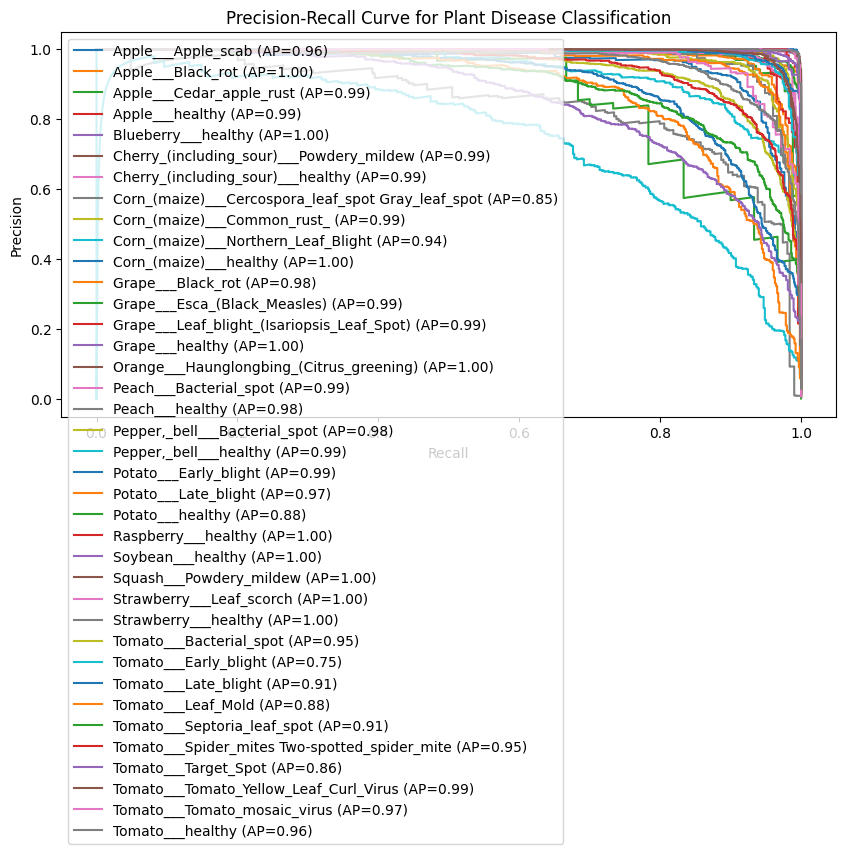 Precision-Recall Curve for Plant Disease Classification
1.0
0.8
0.6
0.4
0.2
0.0
Precision
0.0
0.2
0.4
0.6
0.8
1.0
Recall
Apple___Apple_scab (AP=0.96)
Apple___Black_rot (AP=1.00)
Apple___Cedar_apple_rust (AP=0.99)
Apple___healthy (AP=0.99)
Blueberry___healthy (AP=1.00)
Cherry_(including_sour)___Powdery_mildew (AP=0.99)
Cherry_(including_sour)___healthy (AP=0.99)
Corn_(maize)___Cercospora_leaf_spot Gray_leaf_spot (AP=0.85)
Corn_(maize)___Common_rust_ (AP=0.99)
Corn_(maize)___Northern_Leaf_Blight (AP=0.94)
Corn_(maize)___healthy (AP=1.00)
Grape___Black_rot (AP=0.98)
Grape___Esca_(Black_Measles) (AP=0.99)
Grape___Leaf_blight_(Isariopsis_Leaf_Spot) (AP=0.99)
Grape___healthy (AP=1.00)
Orange___Haunglongbing_(Citrus_greening) (AP=1.00)
Peach___Bacterial_spot (AP=0.99)
Peach___healthy (AP=0.98)
Pepper,_bell___Bacterial_spot (AP=0.98)
Pepper,_bell___healthy (AP=0.99)
Potato___Early_blight (AP=0.99)
Potato___Late_blight (AP=0.97)
Potato___healthy (AP=0.88)
Raspberry___healthy (AP=1.00)
Soybean___healthy (AP=1.00)
Squash___Powdery_mildew (AP=1.00)
Strawberry___Leaf_scorch (AP=1.00)
Strawberry___healthy (AP=1.00)
Tomato___Bacterial_spot (AP=0.95)
Tomato___Early_blight (AP=0.75)
Tomato___Late_blight (AP=0.91)
Tomato___Leaf_Mold (AP=0.88)
Tomato___Septoria_leaf_spot (AP=0.91)
Tomato___Spider_mites Two-spotted_spider_mite (AP=0.95)
Tomato___Target_Spot (AP=0.86)
Tomato___Tomato_Yellow_Leaf_Curl_Virus (AP=0.99)
Tomato___Tomato_mosaic_virus (AP=0.97)
Tomato___healthy (AP=0.96)